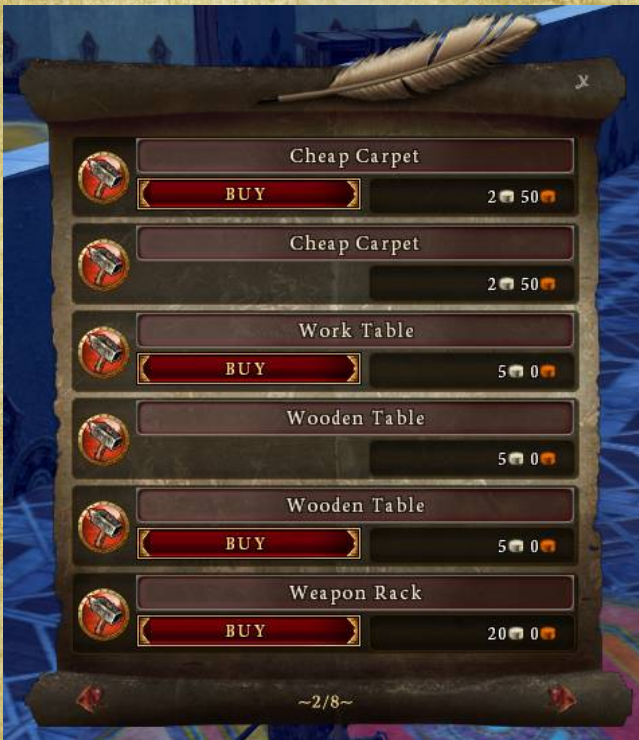 x
Cheap Carpet
BUY
2 50
Cheap Carpet
2 50
Work Table
BUY
5 0
Wooden Table
5 0
Wooden Table
BUY
5 0
Weapon Rack
BUY
20 0
~2/8~